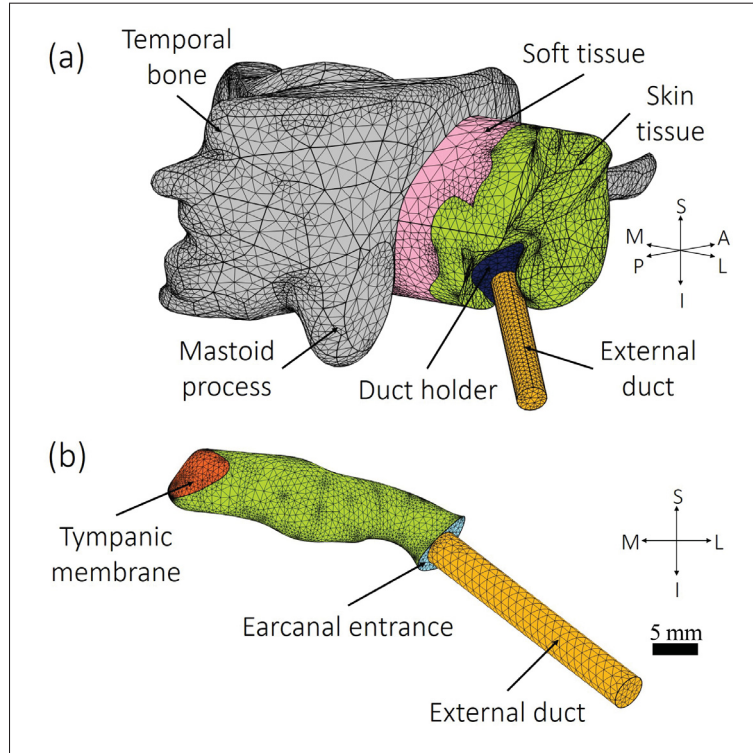 (a)
Temporal
bone
Soft tissue
Skin
tissue
S
M
A
P
L
I
Mastoid
process
Duct holder
External
duct
(b)
Tympanic
membrane
Earcanal entrance
External duct
S
M
L
I
5 mm